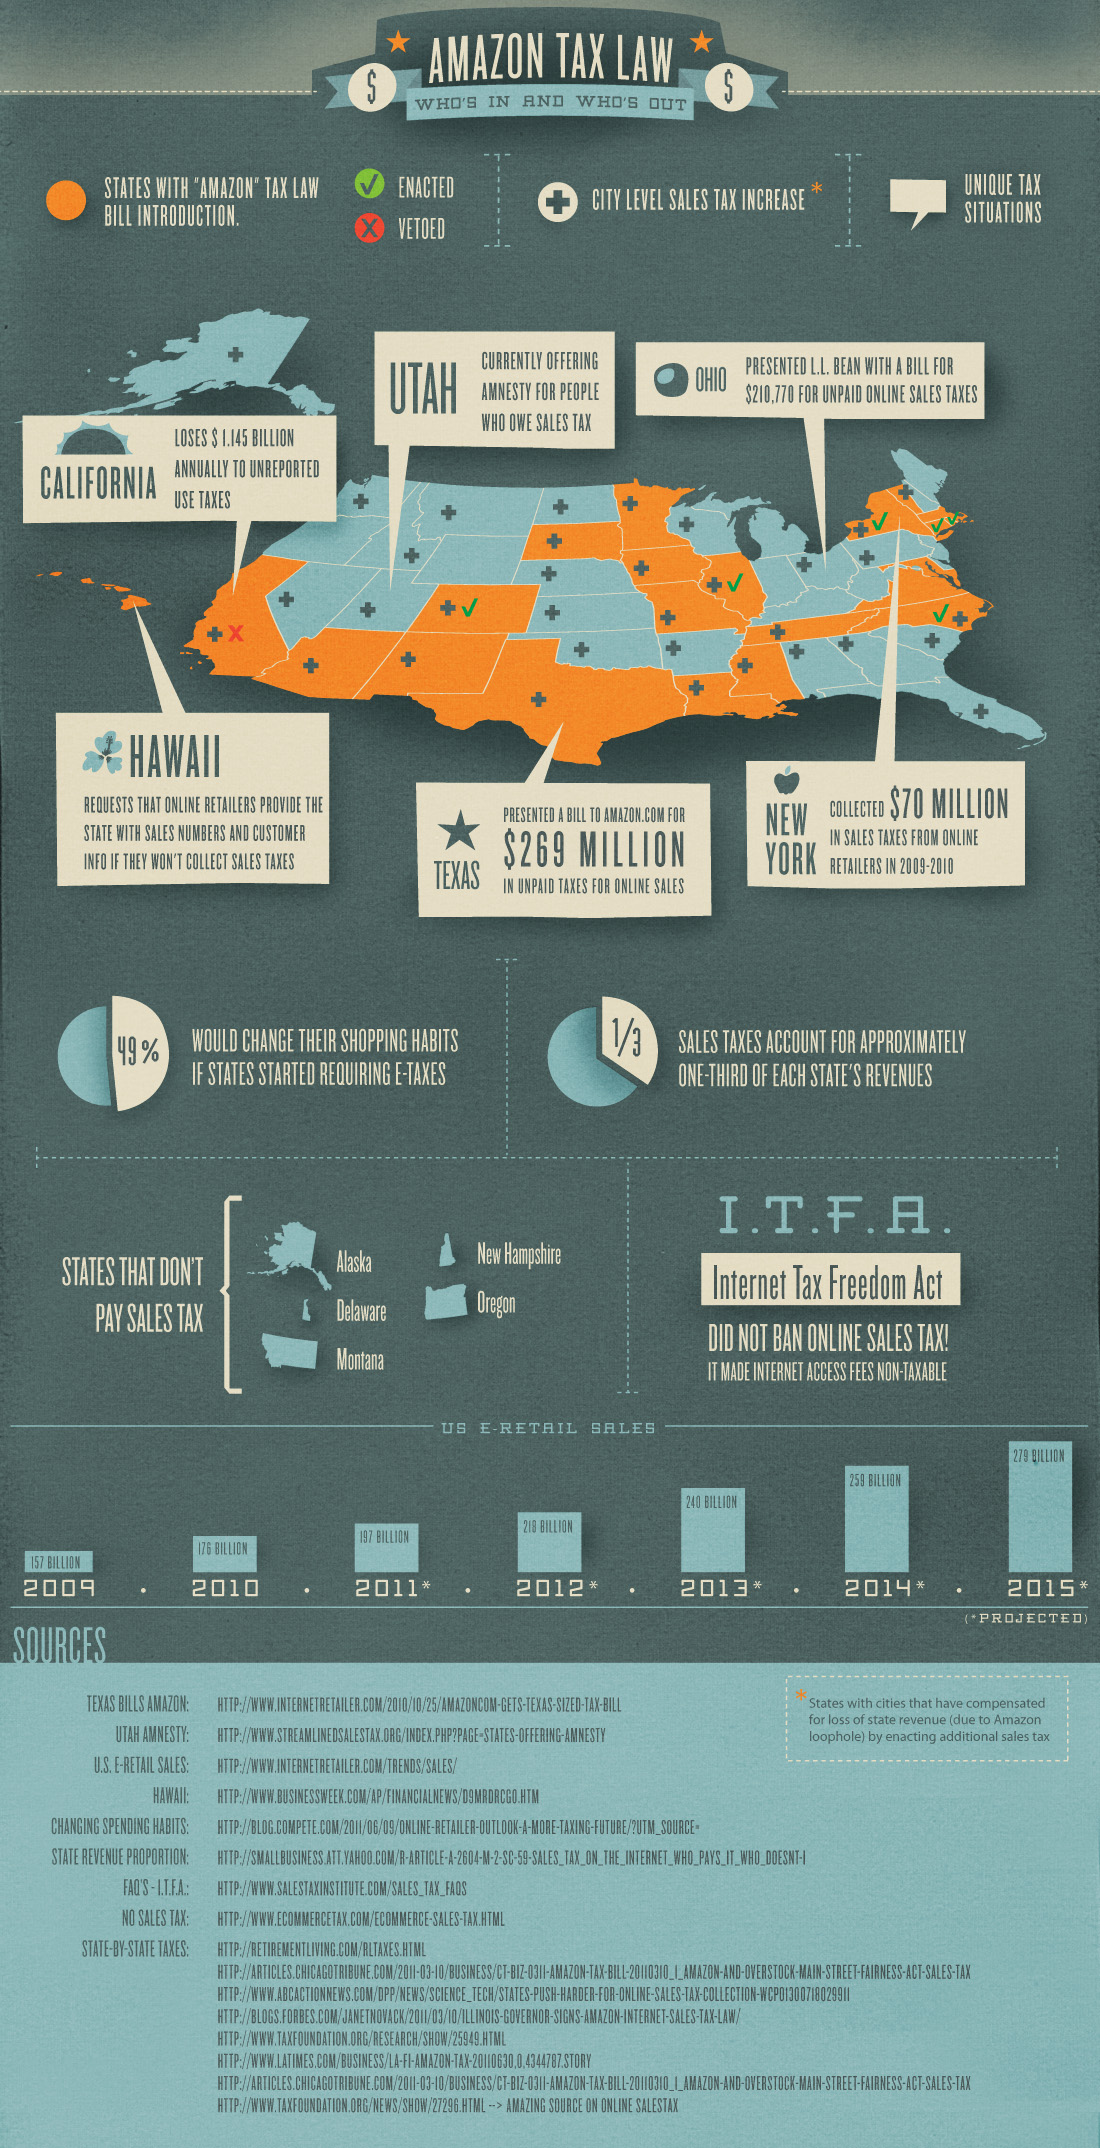 AMAZON TAX LAW
$ $
WHO'S IN AND WHO'S OUT
STATES WITH "AMAZON" TAX LAW
BILL INTRODUCTION.
ENACTED
VETOED
CITY LEVEL SALES TAX INCREASE *
UNIQUE TAX
SITUATIONS
UTAH
CURRENTLY OFFERING
AMNESTY FOR PEOPLE
WHO OWE SALES TAX
OHIO
PRESENTED L.L. BEAN WITH A BILL FOR
$210,770 FOR UNPAID ONLINE SALES TAXES
CALIFORNIA
LOSES $ 1.145 BILLION
ANNUALLY TO UNREPORTED
USE TAXES
HAWAII
REQUESTS THAT ONLINE RETAILERS PROVIDE THE
STATE WITH SALES NUMBERS AND CUSTOMER
INFO IF THEY WON'T COLLECT SALES TAXES
TEXAS
PRESENTED A BILL TO AMAZON.COM FOR
$269 MILLION
IN UNPAID TAXES FOR ONLINE SALES
NEW
YORK
COLLECTED $70 MILLION
IN SALES TAXES FROM ONLINE
RETAILERS IN 2009-2010
49%
WOULD CHANGE THEIR SHOPPING HABITS
IF STATES STARTED REQUIRING E-TAXES
1/3
SALES TAXES ACCOUNT FOR APPROXIMATELY
ONE-THIRD OF EACH STATE'S REVENUES
STATES THAT DON'T
PAY SALES TAX
Alaska
Delaware
Montana
New Hampshire
Oregon
I.T.F.A.
Internet Tax Freedom Act
DID NOT BAN ONLINE SALES TAX!
IT MADE INTERNET ACCESS FEES NON-TAXABLE
US E-RETAIL SALES
157 BILLION
176 BILLION
197 BILLION
218 BILLION
240 BILLION
259 BILLION
279 BILLION
2009 . 2010 . 2011* . 2012* . 2013* . 2014* . 2015*
(*PROJECTED)
SOURCES
TEXAS BILLS AMAZON: HTTP://WWW.INTERNETRETAILER.COM/2010/10/25/AMAZONCOM-GETS-TEXAS-SIZED-TAX-BILL
UTAH AMNESTY: HTTP://WWW.STREAMLINEDSALESTAX.ORG/INDEX.PHP?PAGE=STATES-OFFERING-AMNESTY
U.S. E-RETAIL SALES: HTTP://WWW.INTERNETRETAILER.COM/TRENDS/SALES/
HAWAII: HTTP://WWW.BUSINESSWEEK.COM/AP/FINANCIALNEWS/D9MRDRCGO.HTM
CHANGING SPENDING HABITS: HTTP://BLOG.COMPETE.COM/2011/06/09/ONLINE-RETAILER-OUTLOOK-A-MORE-TAXING-FUTURE/?UTM_SOURCE=
STATE REVENUE PROPORTION: HTTP://SMALLBUSINESS.ATT.YAHOO.COM/R-ARTICLE-A-2604-M-2-SC-59-SALES_TAX_ON_THE_INTERNET_WHO_PAYS_IT_WHO_DOESNT-I
FAQ'S - I.T.F.A.: HTTP://WWW.SALESTAXINSTITUTE.COM/SALES_TAX_FAQS
NO SALES TAX: HTTP://WWW.ECOMMERCETAX.COM/ECOMMERCE-SALES-TAX.HTML
STATE-BY-STATE TAXES: HTTP://RETIREMENTLIVING.COM/RLTAXES.HTML
HTTP://ARTICLES.CHICAGOTRIBUNE.COM/2011-03-10/BUSINESS/CT-BIZ-0311-AMAZON-TAX-BILL-20110310_1_AMAZON-AND-OVERSTOCK-MAIN-STREET-FAIRNESS-ACT-SALES-TAX
HTTP://WWW.ABCACTIONNEWS.COM/DPP/NEWS/SCIENCE_TECH/STATES-PUSH-HARDER-FOR-ONLINE-SALES-TAX-COLLECTION-WCPO1300718029911
HTTP://BLOGS.FORBES.COM/JANETNOVACK/2011/03/10/ILLINOIS-GOVERNOR-SIGNS-AMAZON-INTERNET-SALES-TAX-LAW/
HTTP://WWW.TAXFOUNDATION.ORG/RESEARCH/SHOW/25949.HTML
HTTP://WWW.LATIMES.COM/BUSINESS/LA-FI-AMAZON-TAX-20110630,0,4344787.STORY
HTTP://ARTICLES.CHICAGOTRIBUNE.COM/2011-03-10/BUSINESS/CT-BIZ-0311-AMAZON-TAX-BILL-20110310_1_AMAZON-AND-OVERSTOCK-MAIN-STREET-FAIRNESS-ACT-SALES-TAX
HTTP://WWW.TAXFOUNDATION.ORG/NEWS/SHOW/27296.HTML --> AMAZING SOURCE ON ONLINE SALESTAX
* States with cities that have compensated
for loss of state revenue (due to Amazon
loophole) by enacting additional sales tax